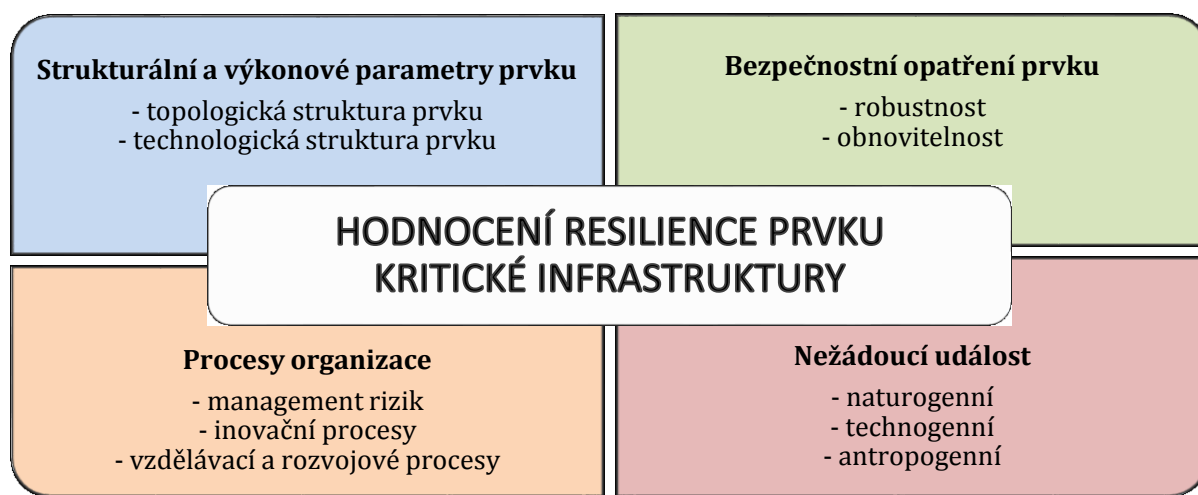 Strukturální a výkonové parametry prvku
- topologická struktura prvku
- technologická struktura prvku
Bezpečnostní opatření prvku
- robustnost
- obnovitelnost
HODNOCENÍ RESILIENCE PRVKU
KRITICKÉ INFRASTRUKTURY
Procesy organizace
- management rizik
- inovační procesy
- vzdělávací a rozvojové procesy
Nežádoucí událost
- naturogenní
- technogenní
- antropogenní